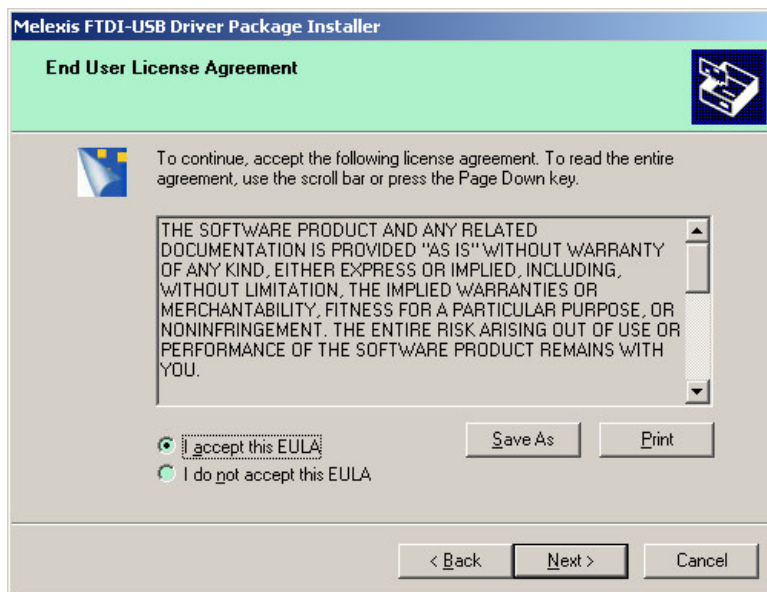 Melexis FTDI-USB Driver Package Installer
End User License Agreement
To continue, accept the following license agreement. To read the entire
agreement, use the scroll bar or press the Page Down key.
THE SOFTWARE PRODUCT AND ANY RELATED
DOCUMENTATION IS PROVIDED "AS IS" WITHOUT WARRANTY
OF ANY KIND, EITHER EXPRESS OR IMPLIED, INCLUDING,
WITHOUT LIMITATION, THE IMPLIED WARRANTIES OR
MERCHANTABILITY, FITNESS FOR A PARTICULAR PURPOSE, OR
NONINFRINGEMENT. THE ENTIRE RISK ARISING OUT OF USE OR
PERFORMANCE OF THE SOFTWARE PRODUCT REMAINS WITH
YOU.
I accept this EULA
I do not accept this EULA
Save As
Print
< Back
Next >
Cancel